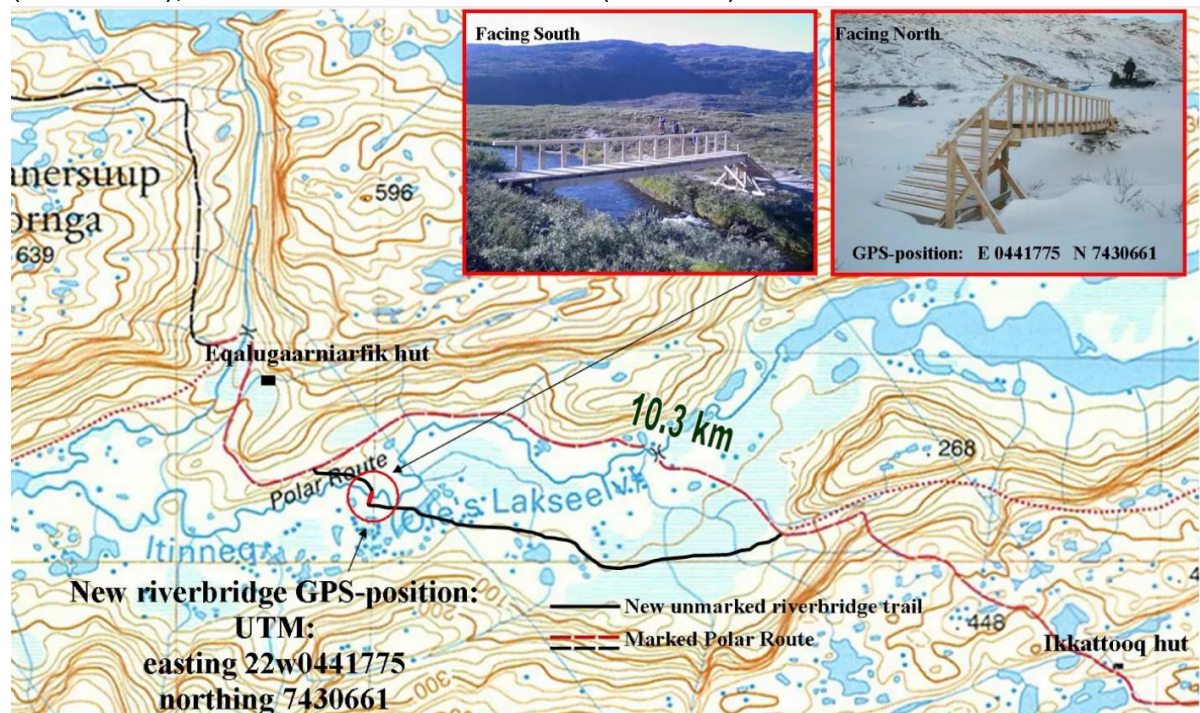 Facing South
Facing North
GPS-position: E 0441775 N 7430661
nersuup
ornga
639
596
Eqalugaarniarfik hut
10.3 km
268
Polar Route
Ole's Lakseelv
Itinneq
New riverbridge GPS-position:
UTM:
easting 22w0441775
northing 7430661
New unmarked riverbridge trail
Marked Polar Route
448
Ikkattooq hut
300